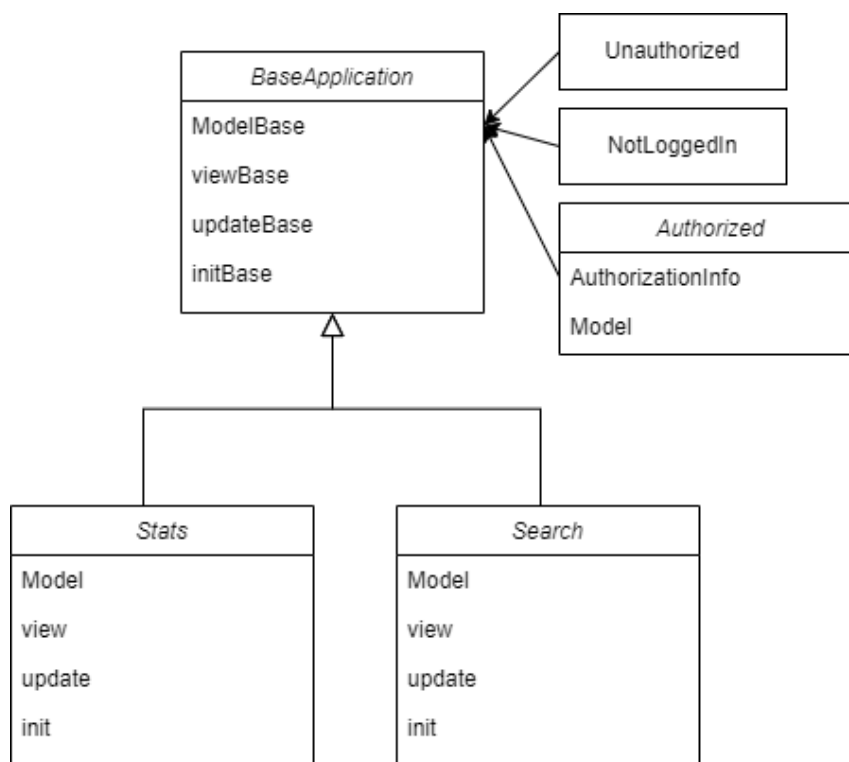 BaseApplication
ModelBase
viewBase
updateBase
initBase
Unauthorized
NotLoggedIn
Authorized
AuthorizationInfo
Model
Stats
Model
view
update
init
Search
Model
view
update
init